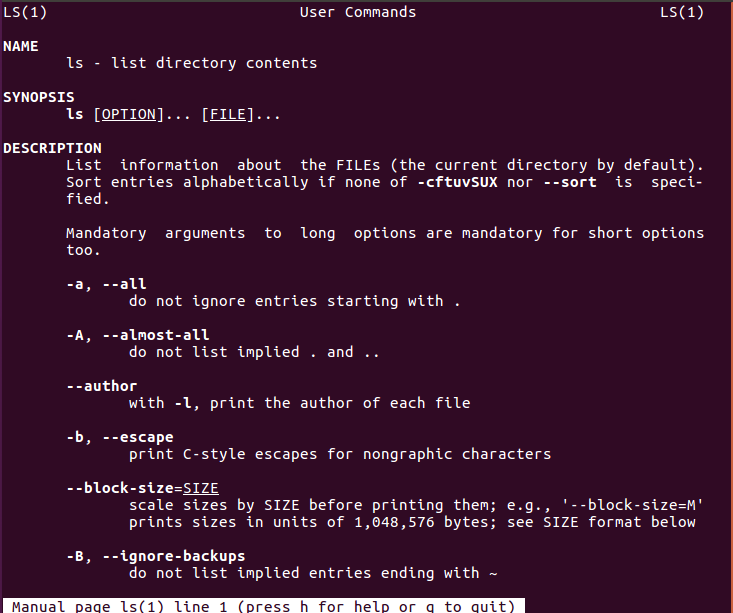 LS(1) User Commands LS(1)
NAME
ls - list directory contents
SYNOPSIS
ls [OPTION]... [FILE]...
DESCRIPTION
List information about the FILEs (the current directory by default).
Sort entries alphabetically if none of -cftuvSUX nor --sort is speci-
fied.
Mandatory arguments to long options are mandatory for short options
too.
-a, --all
do not ignore entries starting with .
-A, --almost-all
do not list implied . and ..
--author
with -l, print the author of each file
-b, --escape
print C-style escapes for nongraphic characters
--block-size=SIZE
scale sizes by SIZE before printing them; e.g., '--block-size=M'
prints sizes in units of 1,048,576 bytes; see SIZE format below
-B, --ignore-backups
do not list implied entries ending with ~
Manual page ls(1) line 1 (press h for help or q to quit)